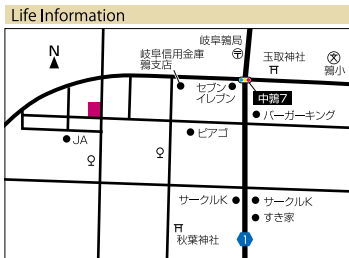 Life Information
N
岐阜鶉局
〒
岐阜信用金庫
鶉支店
セブン
イレブン
玉取神社
文
鶉小
中鶉7
バーガーキング
JA
ピアゴ
サークルK
サークルK
すき家
秋葉神社
1